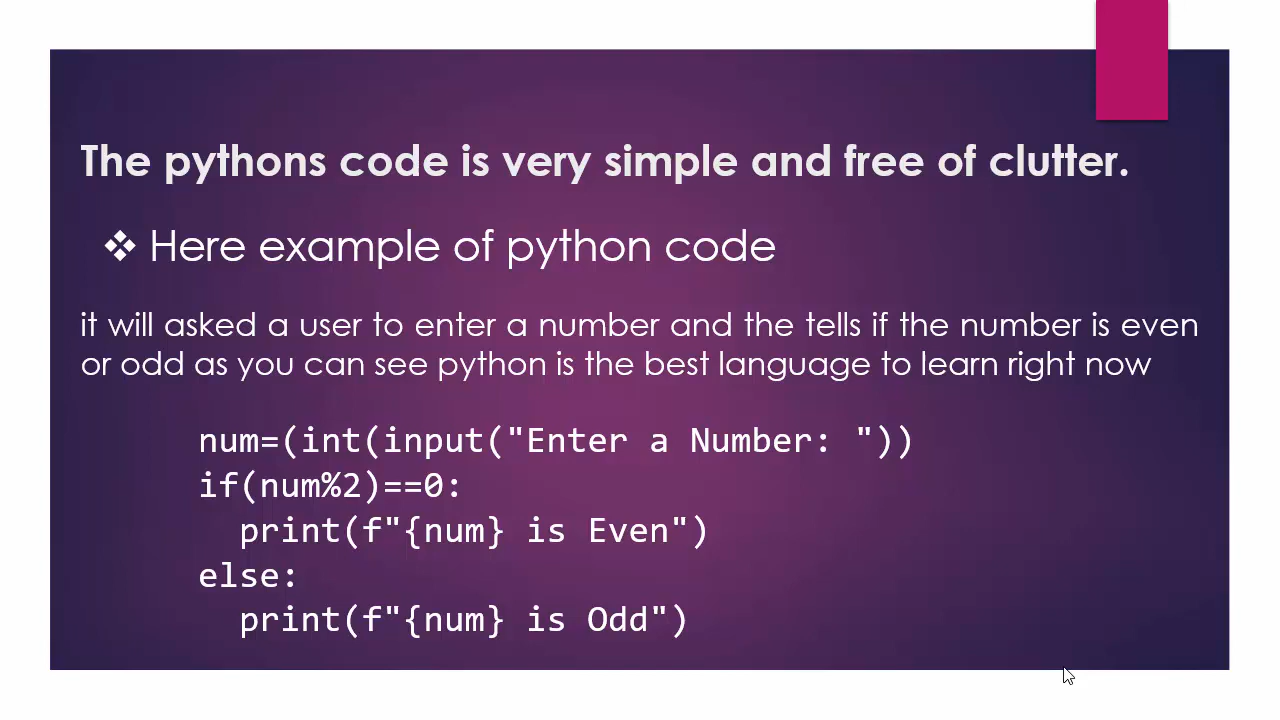 The pythons code is very simple and free of clutter.
❖ Here example of python code
it will asked a user to enter a number and the tells if the number is even
or odd as you can see python is the best language to learn right now
num=(int(input("Enter a Number: "))
if(num%2)==0:
  print(f"{num} is Even")
else:
  print(f"{num} is Odd")